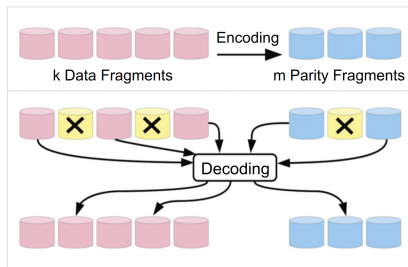 Encoding
k Data Fragments
m Parity Fragments
Decoding